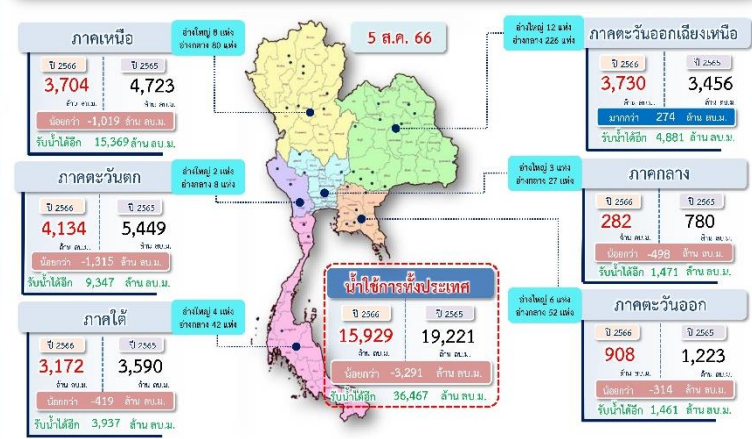 5 ส.ค. 66
ภาคเหนือ
ปี 2566 ปี 2565
3,704 4,723
ล้าน ลบ.ม. ล้าน ลบ.ม.
น้อยกว่า -1,019 ล้าน ลบ.ม.
รับน้ำได้อีก 15,369 ล้าน ลบ.ม.
อ่างใหญ่ 8 แห่ง
อ่างกลาง 80 แห่ง
อ่างใหญ่ 12 แห่ง
อ่างกลาง 226 แห่ง
ภาคตะวันออกเฉียงเหนือ
ปี 2566 ปี 2565
3,730 3,456
ล้าน ลบ.ม. ล้าน ลบ.ม.
มากกว่า 274 ล้าน ลบ.ม.
รับน้ำได้อีก 4,881 ล้าน ลบ.ม.
ภาคตะวันตก
ปี 2566 ปี 2565
4,134 5,449
ล้าน ลบ.ม. ล้าน ลบ.ม.
น้อยกว่า -1,315 ล้าน ลบ.ม.
รับน้ำได้อีก 9,347 ล้าน ลบ.ม.
อ่างใหญ่ 2 แห่ง
อ่างกลาง 8 แห่ง
อ่างใหญ่ 3 แห่ง
อ่างกลาง 27 แห่ง
ภาคกลาง
ปี 2566 ปี 2565
282 780
ล้าน ลบ.ม. ล้าน ลบ.ม.
น้อยกว่า -498 ล้าน ลบ.ม.
รับน้ำได้อีก 1,471 ล้าน ลบ.ม.
ภาคใต้
ปี 2566 ปี 2565
3,172 3,590
ล้าน ลบ.ม. ล้าน ลบ.ม.
น้อยกว่า -419 ล้าน ลบ.ม.
รับน้ำได้อีก 3,937 ล้าน ลบ.ม.
อ่างใหญ่ 4 แห่ง
อ่างกลาง 42 แห่ง
น้ำใช้การทั้งประเทศ
ปี 2566 ปี 2565
15,929 19,221
ล้าน ลบ.ม. ล้าน ลบ.ม.
น้อยกว่า -3,291 ล้าน ลบ.ม.
รับน้ำได้อีก 36,467 ล้าน ลบ.ม.
อ่างใหญ่ 6 แห่ง
อ่างกลาง 52 แห่ง
ภาคตะวันออก
ปี 2566 ปี 2565
908 1,223
ล้าน ลบ.ม. ล้าน ลบ.ม.
น้อยกว่า -314 ล้าน ลบ.ม.
รับน้ำได้อีก 1,461 ล้าน ลบ.ม.